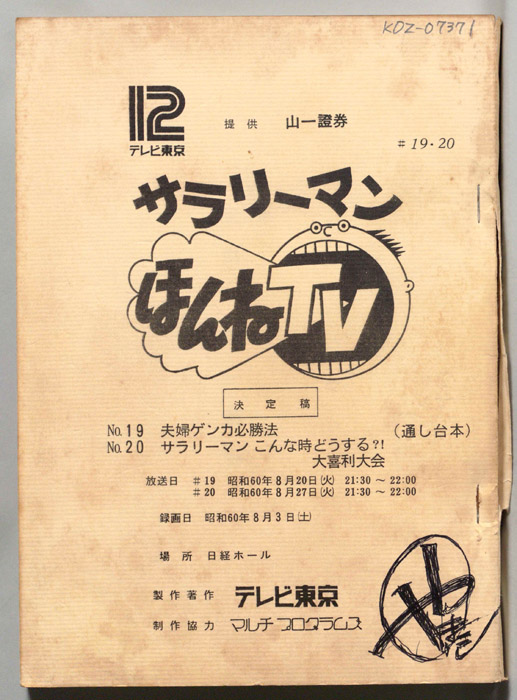 KDZ-07371
12
テレビ東京
提供 山一證券
#19・20
サラリーマン
ほんね
TV
決定稿
No.19 夫婦ゲンカ必勝法 (通し台本)
No.20 サラリーマン こんな時どうする?!
大喜利大会
放送日 #19 昭和60年8月20日(火) 21:30 ~ 22:00
#20 昭和60年8月27日(火) 21:30 ~ 22:00
録画日 昭和60年8月3日(土)
場所 日経ホール
製作著作 テレビ東京
制作協力 マルチプログラムズ